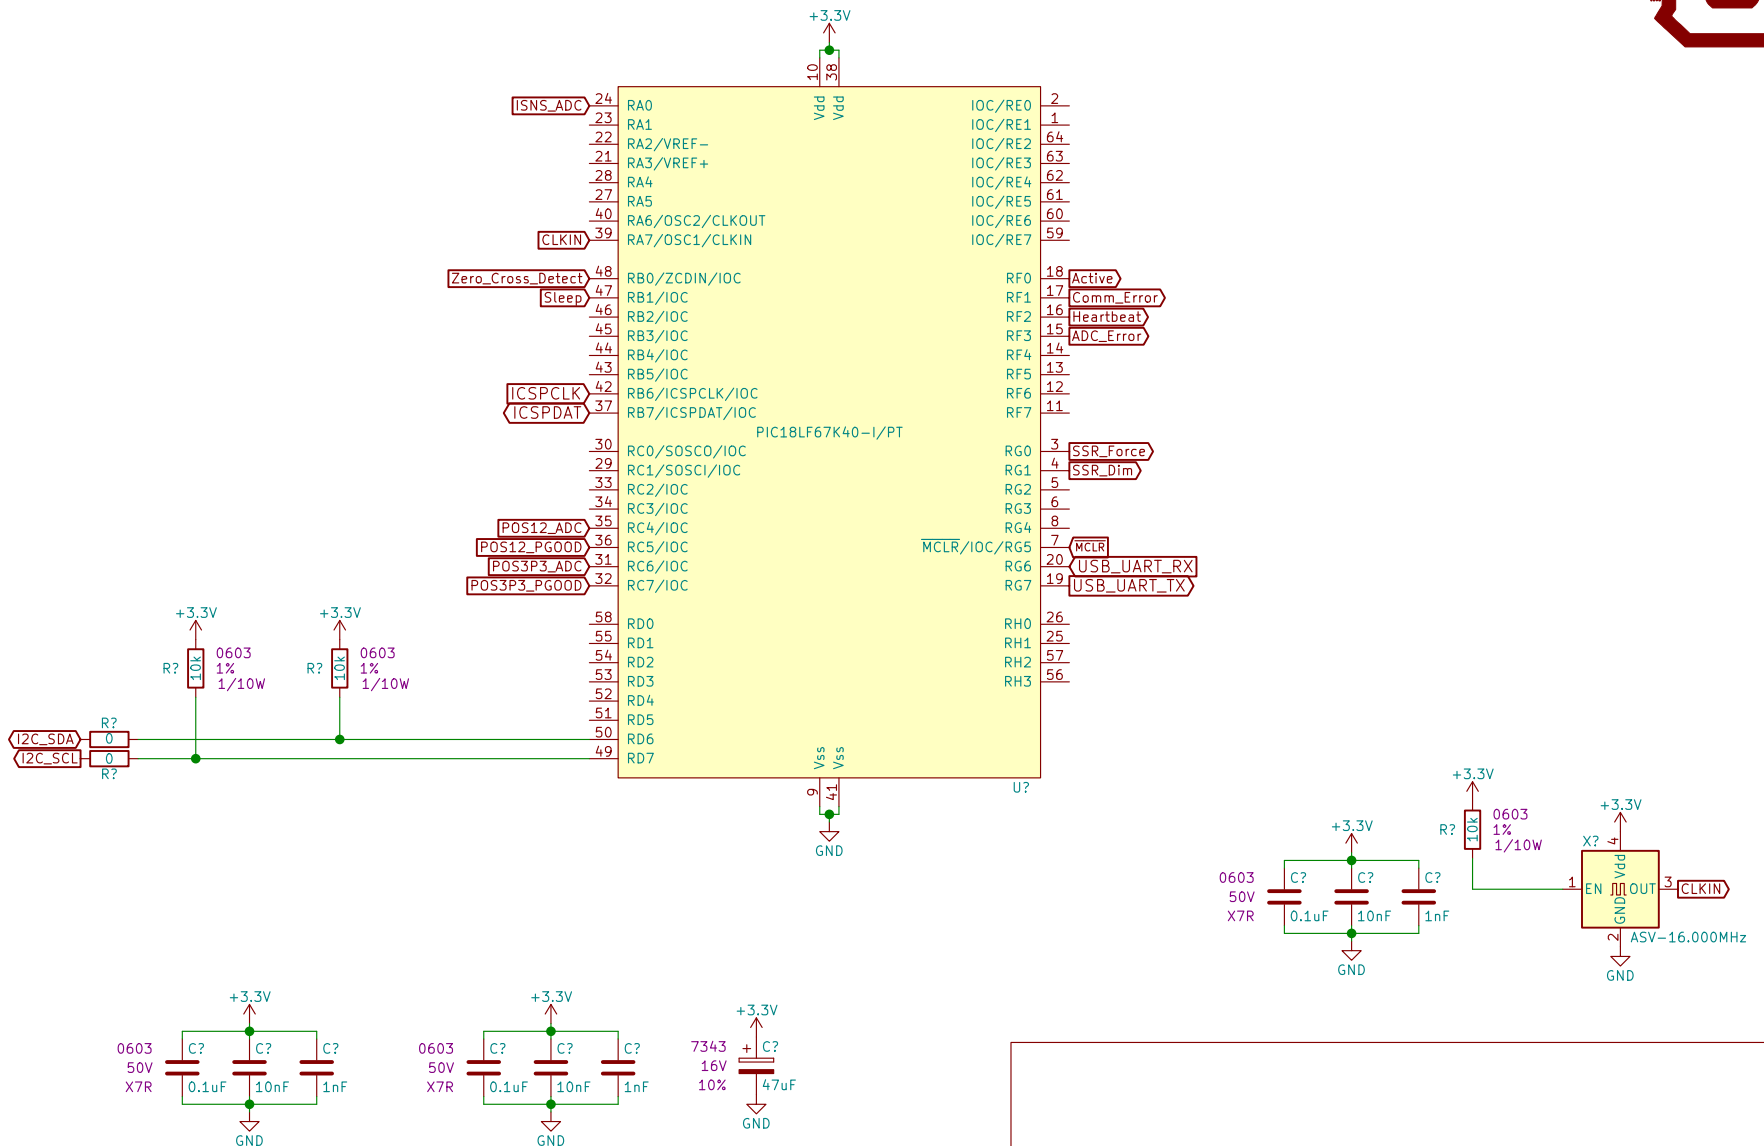 +3.3V
10 38
Vdd Vdd
ISNS_ADC 24 RA0 IOC/RE0 2
23 RA1 IOC/RE1 1
22 RA2/VREF- IOC/RE2 64
21 RA3/VREF+ IOC/RE3 63
28 RA4 IOC/RE4 62
27 RA5 IOC/RE5 61
40 RA6/OSC2/CLKOUT IOC/RE6 60
CLKIN 39 RA7/OSC1/CLKIN IOC/RE7 59
Zero_Cross_Detect 48 RB0/ZCDIN/IOC RF0 18 Active
Sleep 47 RB1/IOC RF1 17 Comm_Error
46 RB2/IOC RF2 16 Heartbeat
45 RB3/IOC RF3 15 ADC_Error
44 RB4/IOC RF4 14
43 RB5/IOC RF5 13
ICSPCLK 42 RB6/ICSPCLK/IOC RF6 12
ICSPDAT 37 RB7/ICSPDAT/IOC RF7 11
PIC18LF67K40-I/PT
30 RC0/SOSCO/IOC RG0 3 SSR_Force
29 RC1/SOSCI/IOC RG1 4 SSR_Dim
33 RC2/IOC RG2 5
34 RC3/IOC RG3 6
POS12_ADC 35 RC4/IOC RG4 8
POS12_PGOOD 36 RC5/IOC MCLR/IOC/RG5 7 MCLR
POS3P3_ADC 31 RC6/IOC RG6 20 USB_UART_RX
POS3P3_PGOOD 32 RC7/IOC RG7 19 USB_UART_TX
58 RD0 RH0 26
55 RD1 RH1 25
54 RD2 RH2 57
53 RD3 RH3 56
52 RD4
51 RD5
50 RD6
49 RD7
Vss Vss
9 41
U?
GND
+3.3V +3.3V
R? 10k 0603 R? 10k 0603
1% 1%
1/10W 1/10W
R?
I2C_SDA 0
I2C_SCL 0
R?
+3.3V
R? 10k 0603
1%
1/10W
+3.3V
X? 4
Vdd
1 EN OUT 3 CLKIN
GND
2 ASV-16.000MHz
GND
+3.3V
0603 C? C? C?
50V
X7R 0.1uF 10nF 1nF
GND
+3.3V
0603 C? C? C?
50V
X7R 0.1uF 10nF 1nF
GND
+3.3V
0603 C? C? C?
50V
X7R 0.1uF 10nF 1nF
GND
+3.3V
7343 + C?
16V
10% 47uF
GND